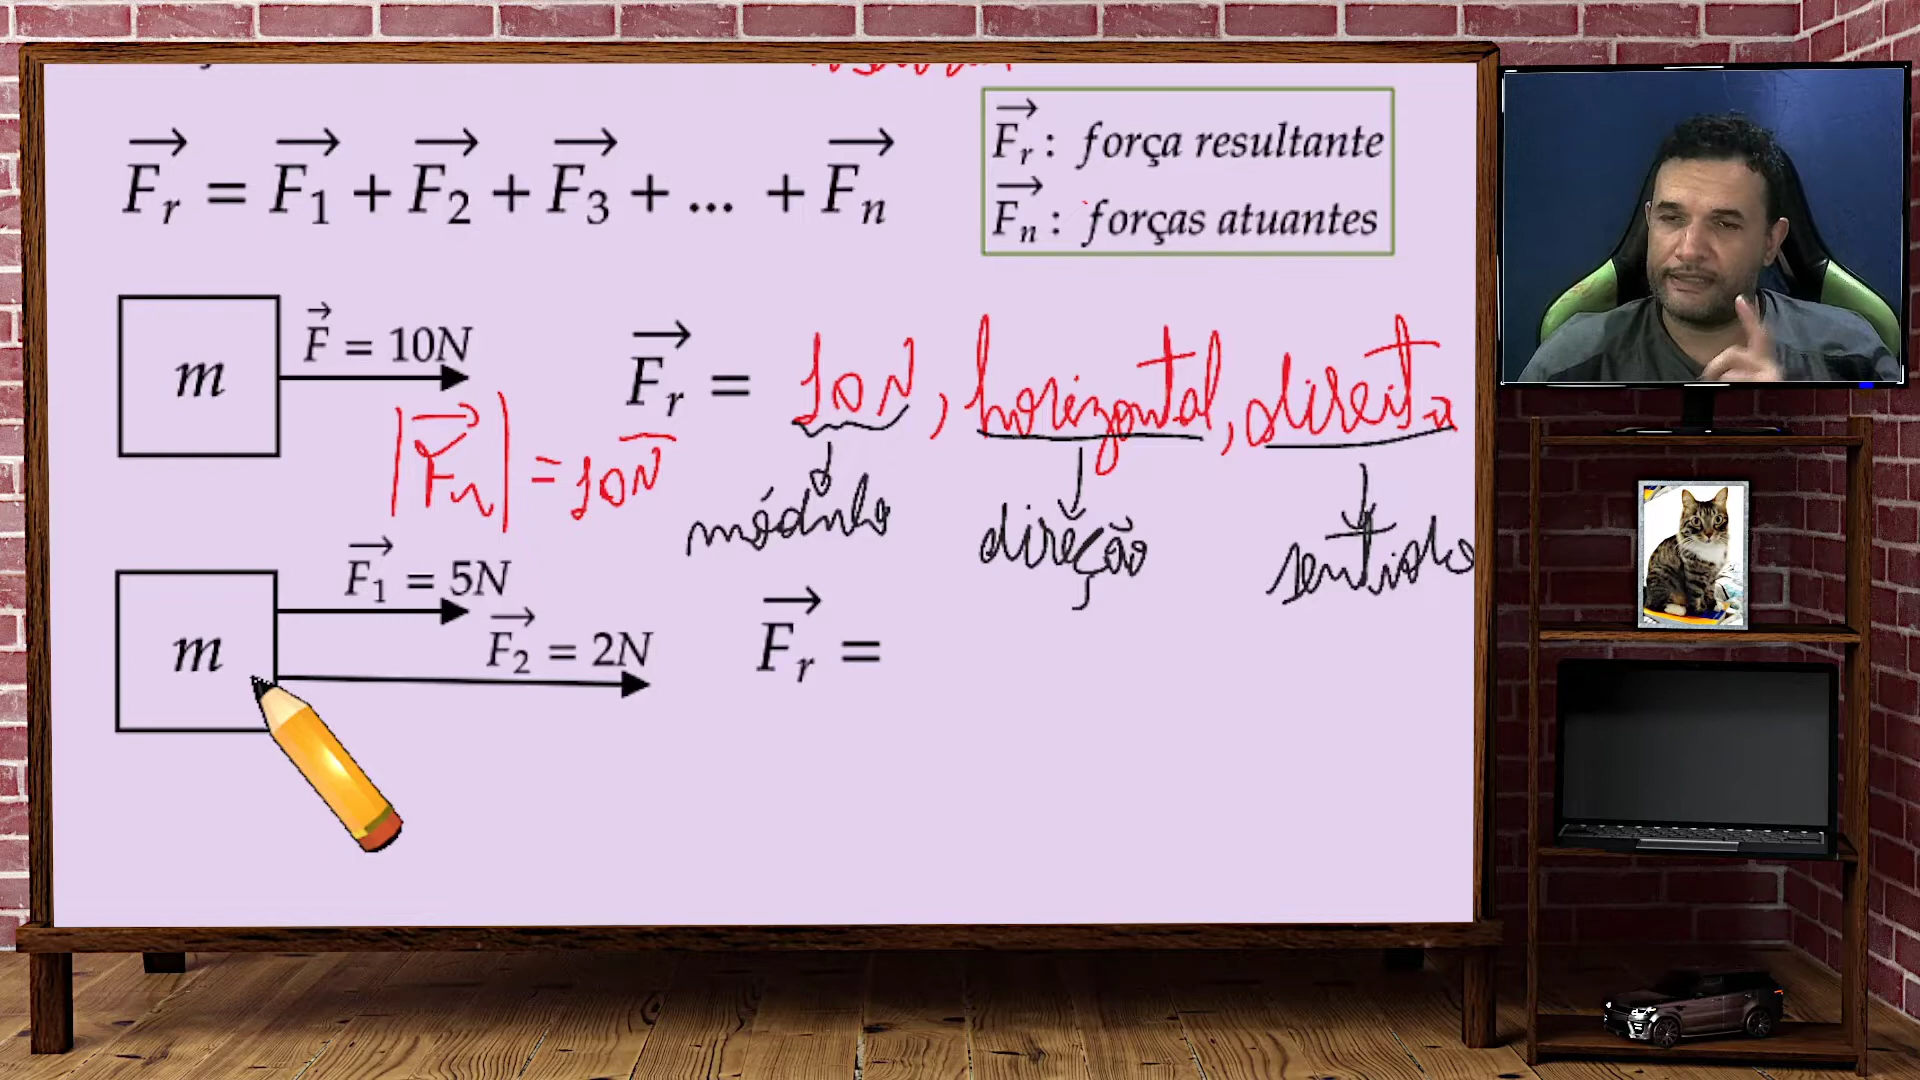 F⃗r = F⃗1 + F⃗2 + F⃗3 + ... + F⃗n
F⃗r : força resultante
F⃗n : forças atuantes
m
F⃗ = 10N
F⃗r = 10N, horizontal, direita
|F⃗r| = 10N
módulo
direção
sentido
m
F⃗1 = 5N
F⃗2 = 2N
F⃗r =